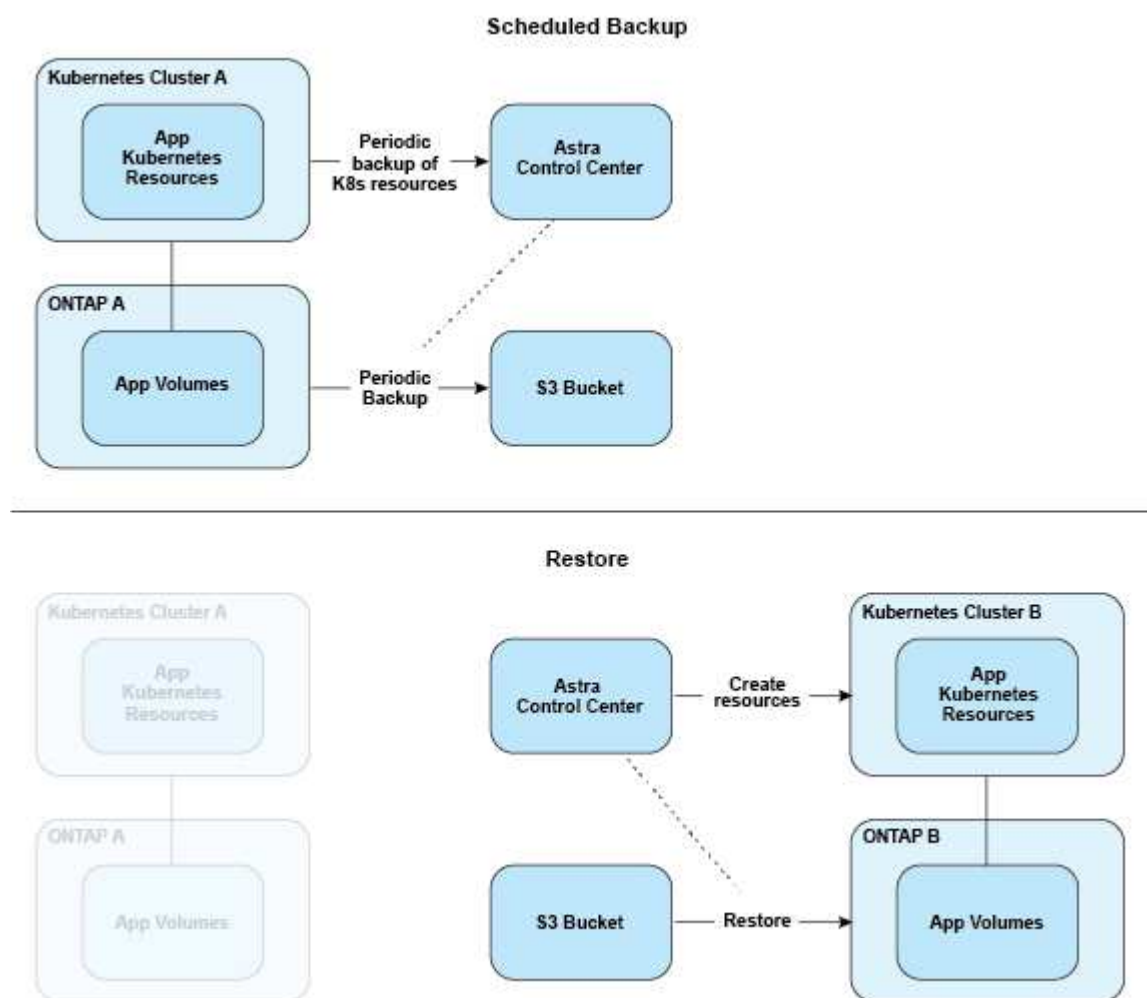 Scheduled Backup
Kubernetes Cluster A
App
Kubernetes
Resources
Periodic
backup of
K8s resources
Astra
Control Center
ONTAP A
App Volumes
Periodic
Backup
S3 Bucket
Restore
Kubernetes Cluster A
App
Kubernetes
Resources
Astra
Control Center
Create
resources
Kubernetes Cluster B
App
Kubernetes
Resources
ONTAP A
App Volumes
S3 Bucket
Restore
ONTAP B
App Volumes